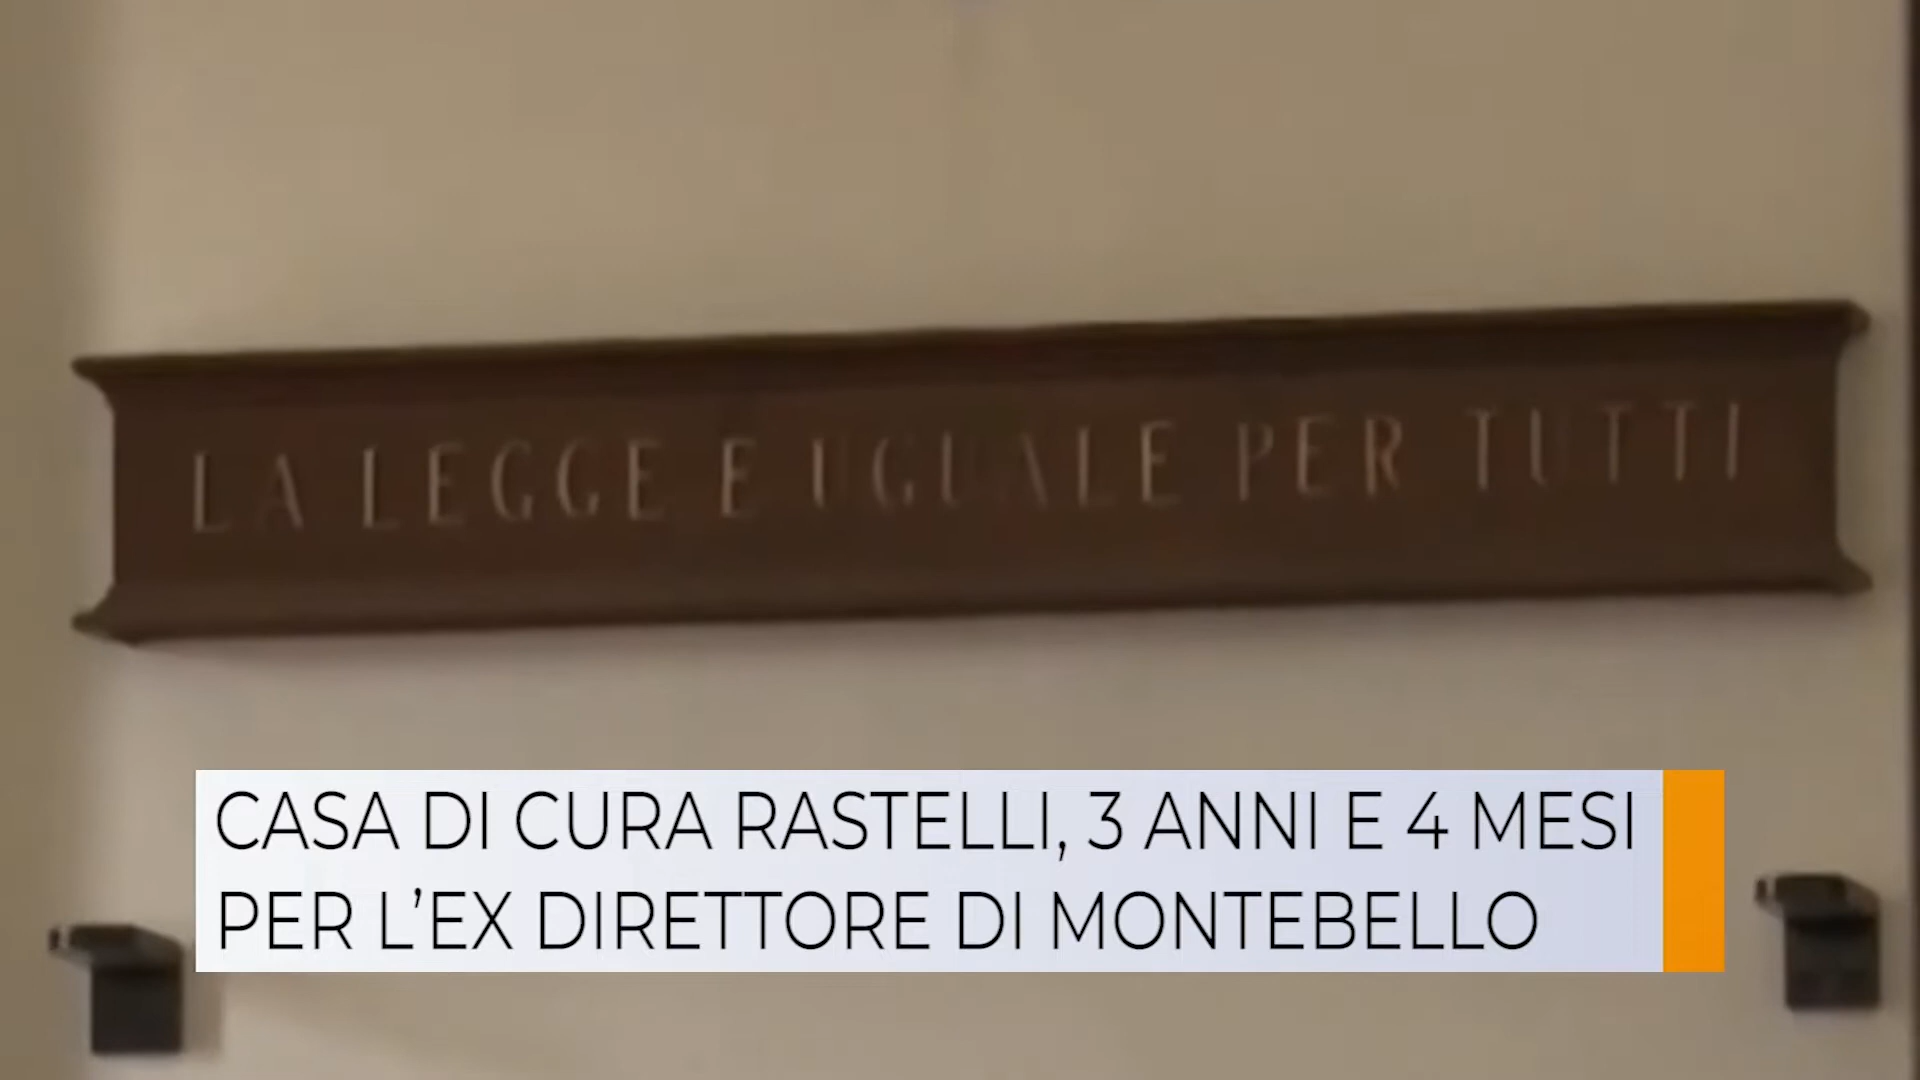 LA LEGGE E UGUALE PER TUTTI
CASA DI CURA RASTELLI, 3 ANNI E 4 MESI
PER L'EX DIRETTORE DI MONTEBELLO